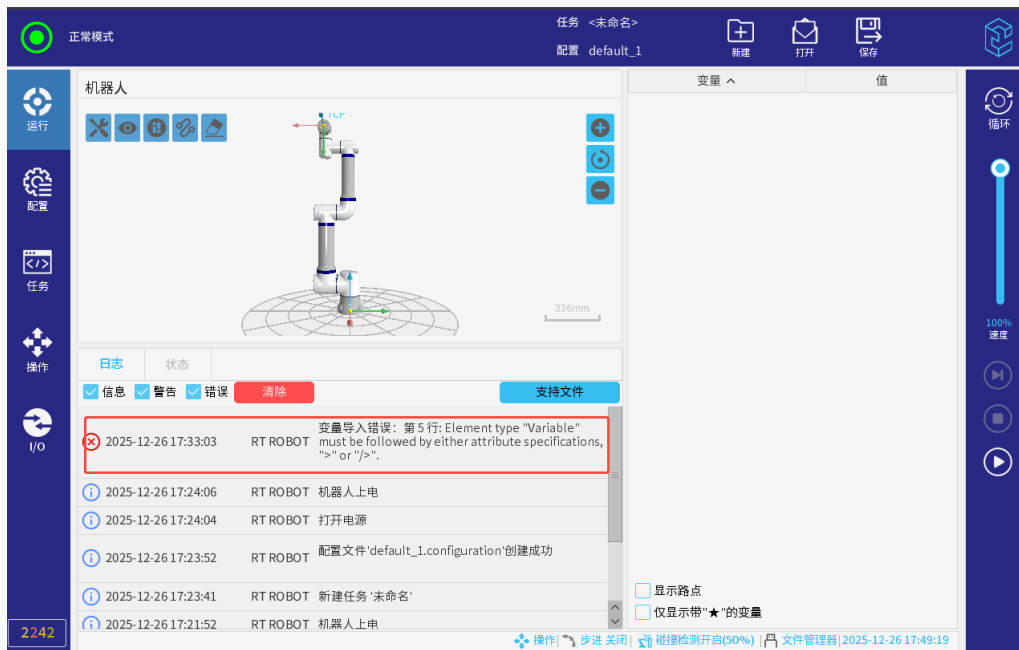 正常模式
任务 <未命名>
配置 default_1
新建
打开
保存
运行
配置
任务
操作
I/O
2242
机器人
TCP
336mm
变量
值
循环
100%
速度
日志
状态
信息
警告
错误
清除
支持文件
2025-12-26 17:33:03 RT ROBOT 变量导入错误：第 5 行: Element type "Variable"
must be followed by either attribute specifications,
">" or "/>".
2025-12-26 17:24:06 RT ROBOT 机器人上电
2025-12-26 17:24:04 RT ROBOT 打开电源
2025-12-26 17:23:52 RT ROBOT 配置文件'default_1.configuration'创建成功
2025-12-26 17:23:41 RT ROBOT 新建任务 '未命名'
2025-12-26 17:21:52 RT ROBOT 机器人上电
显示路点
仅显示带"★"的变量
操作| 步进 关闭| 碰撞检测开启(50%) | 文件管理器|2025-12-26 17:49:19